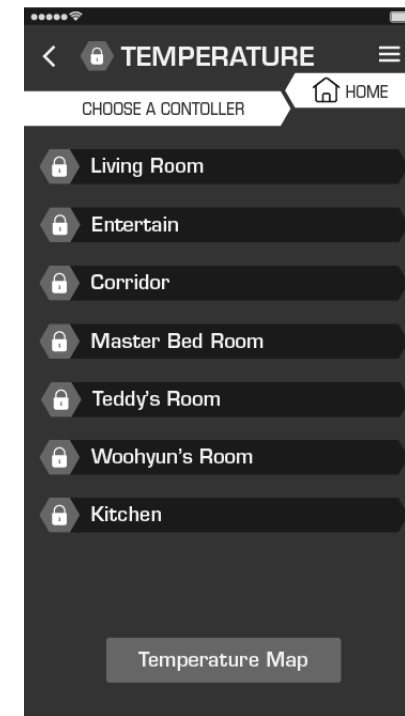 TEMPERATURE
HOME
CHOOSE A CONTOLLER
Living Room
Entertain
Corridor
Master Bed Room
Teddy's Room
Woohyun's Room
Kitchen
Temperature Map